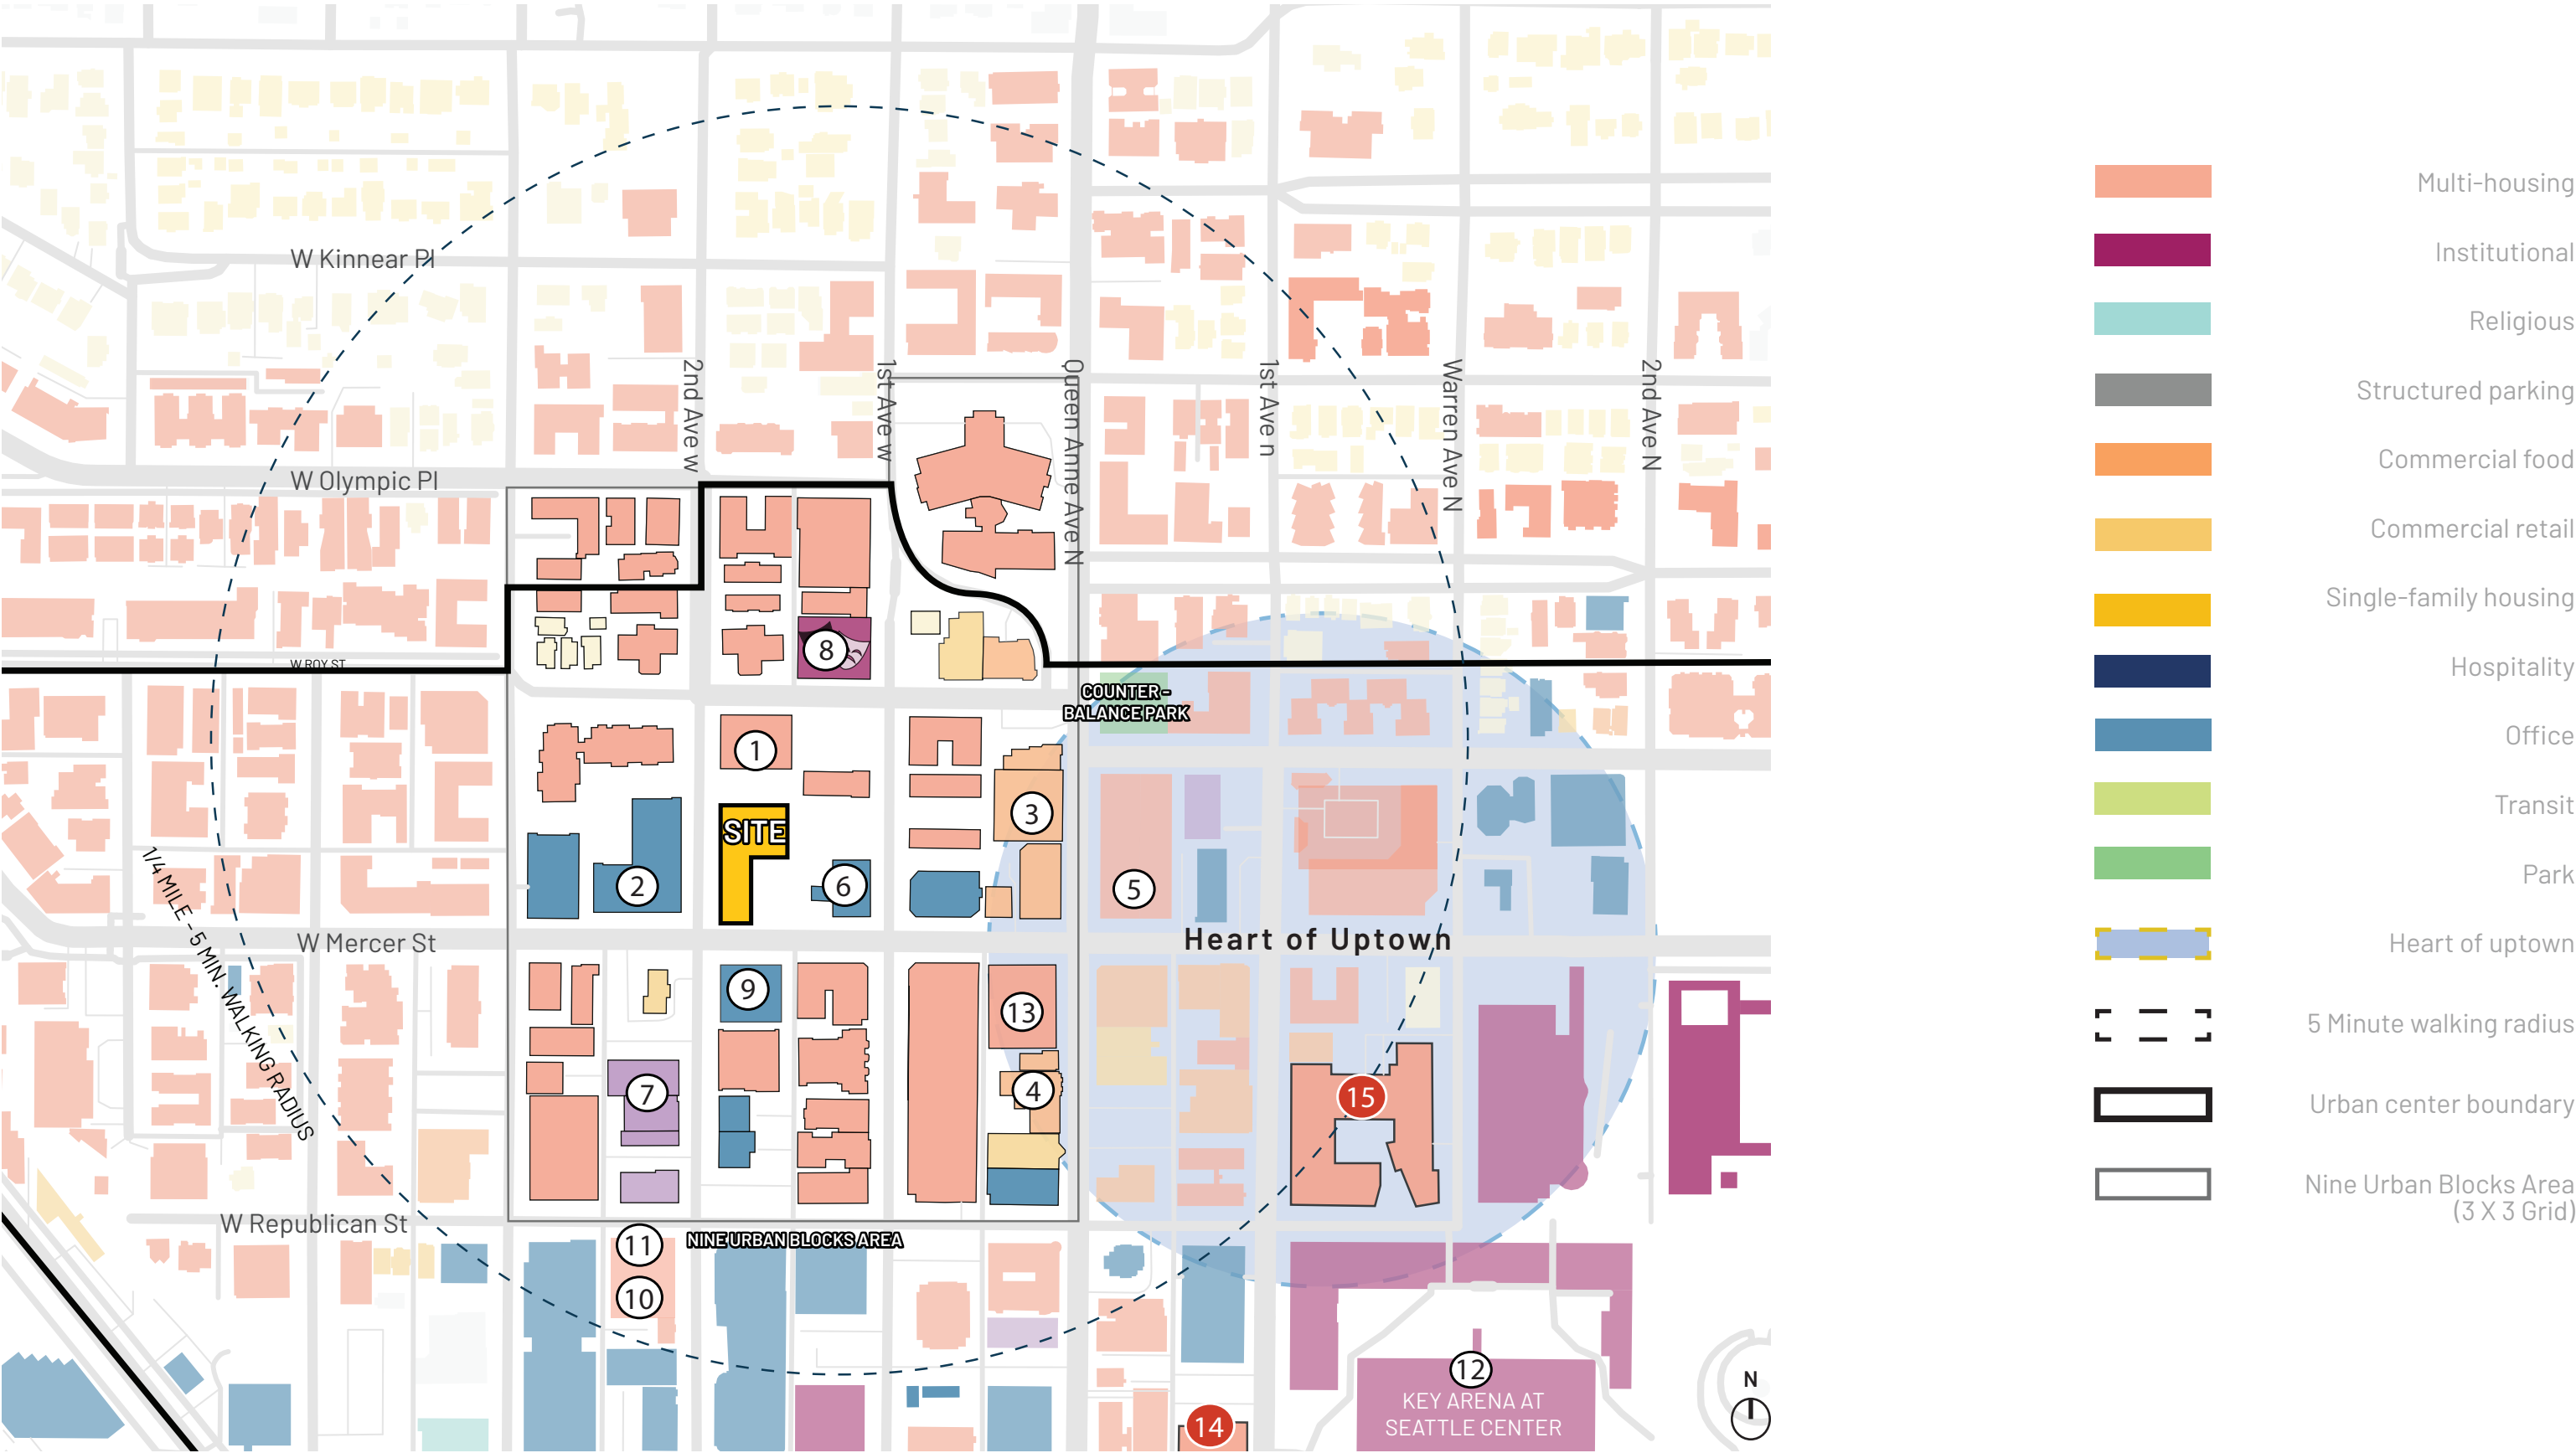 W Kinnear Pl
2nd Ave w
1st Ave w
Queen Anne Ave N
1st Ave n
Warren Ave N
2nd Ave N
W Olympic Pl
8
W ROY ST
COUNTER -
BALANCE PARK
1
SITE
3
2
6
5
1/4 MILE - 5 MIN. WALKING RADIUS
W Mercer St
Heart of Uptown
9
13
7
4
15
W Republican St
11
NINE URBAN BLOCKS AREA
10
12
KEY ARENA AT
SEATTLE CENTER
14
N
Multi-housing
Institutional
Religious
Structured parking
Commercial food
Commercial retail
Single-family housing
Hospitality
Office
Transit
Park
Heart of uptown
5 Minute walking radius
Urban center boundary
Nine Urban Blocks Area
(3 X 3 Grid)